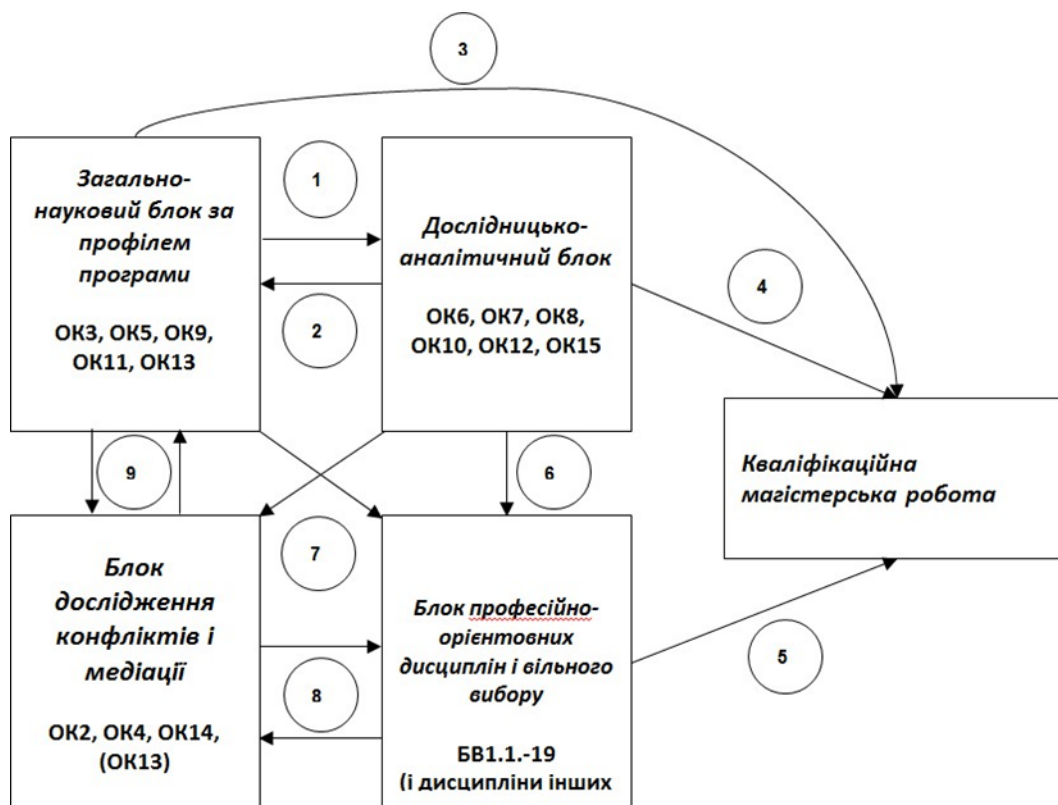 3
Загально-
науковий блок за
профілем
програми
ОК3, ОК5, ОК9,
ОК11, ОК13
1
2
Дослідницько-
аналітичний блок
ОК6, ОК7, ОК8,
ОК10, ОК12, ОК15
4
Кваліфікаційна
магістерська робота
9
6
Блок
дослідження
конфліктів і
медіації
ОК2, ОК4, ОК14,
(ОК13)
7
8
Блок професійно-
орієнтовних
дисциплін і вільного
вибору
БВ1.1.-19
(і дисципліни інших
5